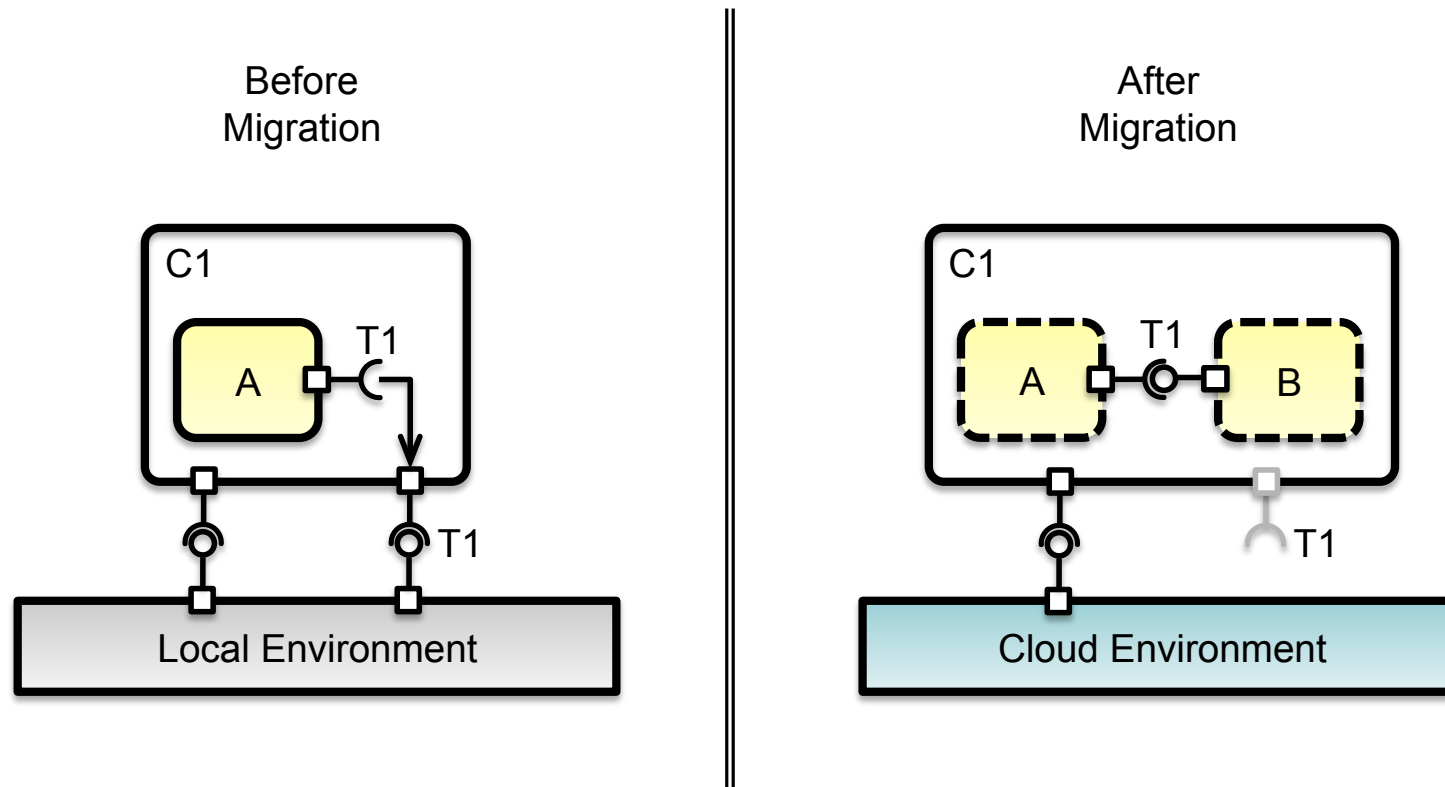 Before
Migration
C1
T1
A
T1
Local Environment
After
Migration
C1
T1
A
B
T1
Cloud Environment